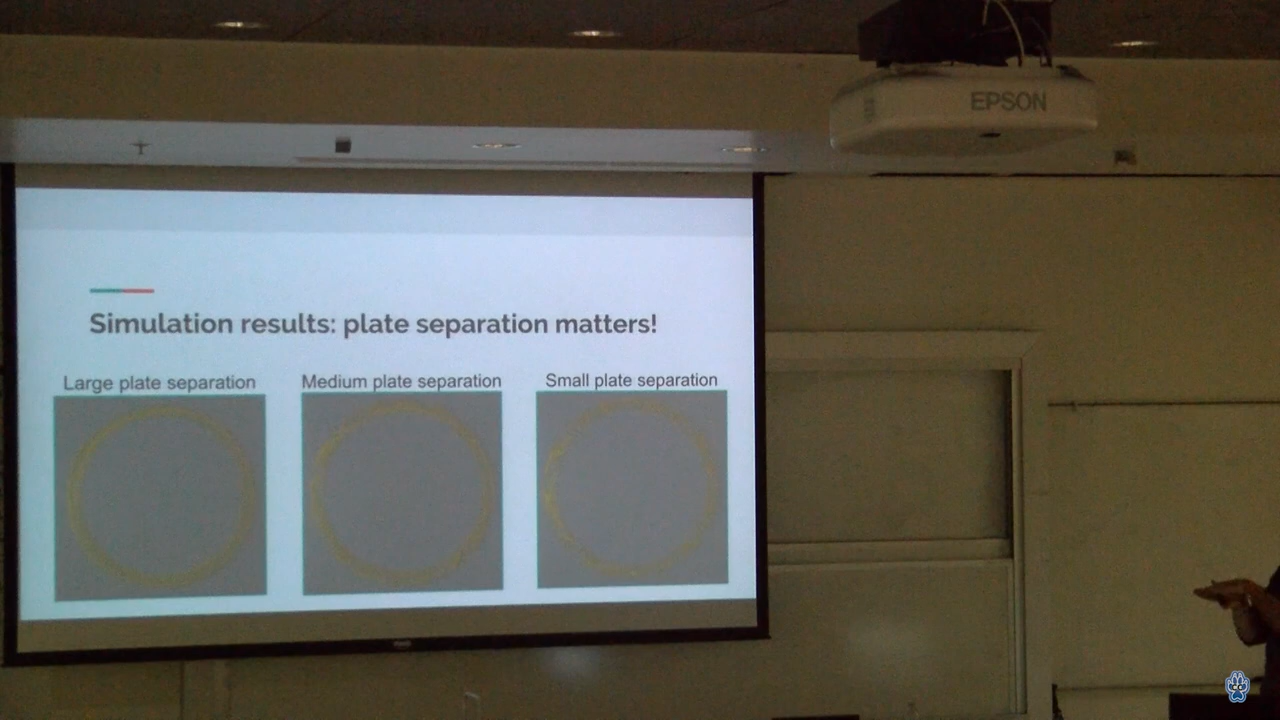 EPSON
Simulation results: plate separation matters!
Large plate separation
Medium plate separation
Small plate separation